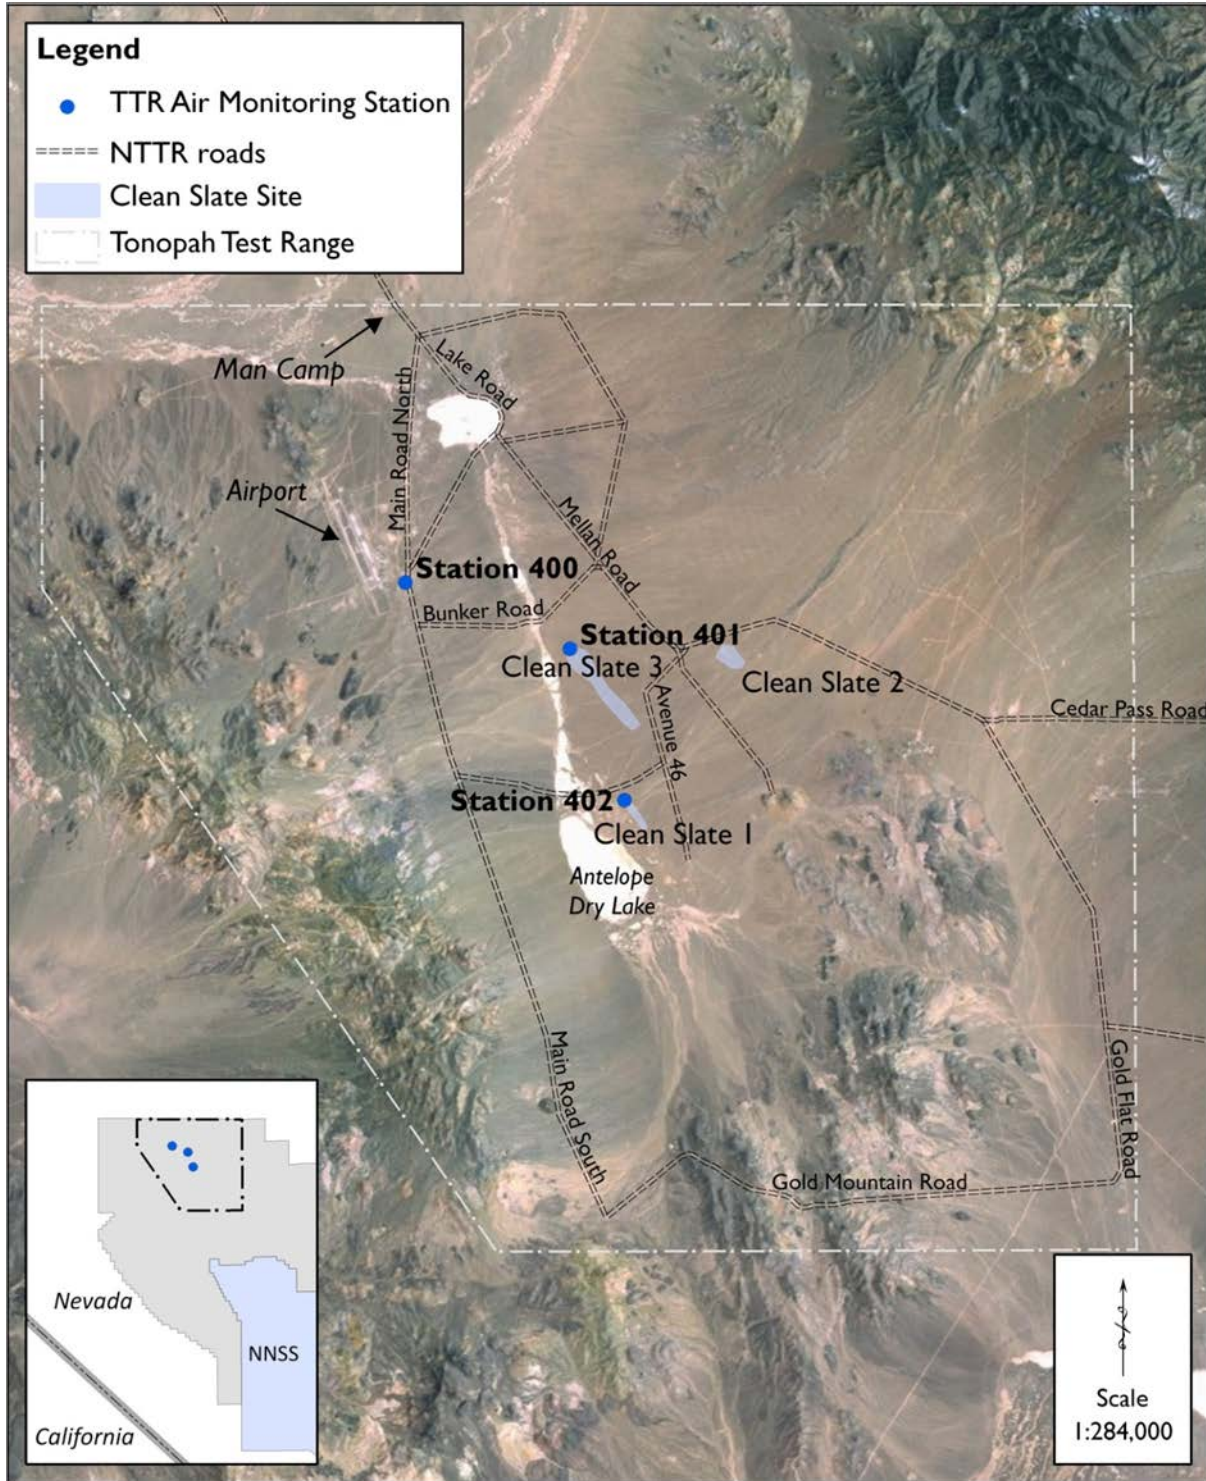 Legend
TTR Air Monitoring Station
NTTR roads
Clean Slate Site
Tonopah Test Range
Man Camp
Lake Road
Main Road North
Airport
Mellan Road
Station 400
Bunker Road
Station 401
Clean Slate 3
Clean Slate 2
Avenue 46
Cedar Pass Road
Station 402
Clean Slate 1
Antelope
Dry Lake
Main Road South
Gold Flat Road
Gold Mountain Road
Nevada
NNSS
California
Scale
1:284,000